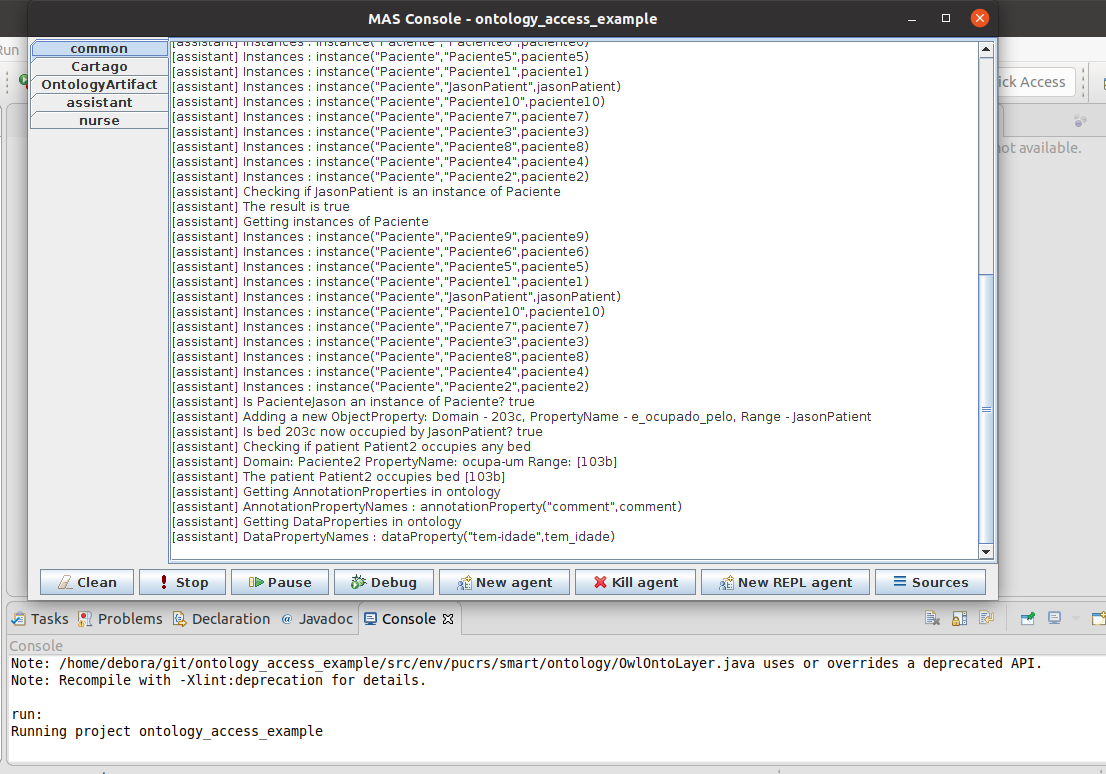 MAS Console - ontology_access_example
Run
common
Cartago
OntologyArtifact
assistant
nurse
[assistant] Instances : instance("Paciente","Paciente6",paciente6)
[assistant] Instances : instance("Paciente","Paciente5",paciente5)
[assistant] Instances : instance("Paciente","Paciente1",paciente1)
[assistant] Instances : instance("Paciente","JasonPatient",jasonPatient)
[assistant] Instances : instance("Paciente","Paciente10",paciente10)
[assistant] Instances : instance("Paciente","Paciente7",paciente7)
[assistant] Instances : instance("Paciente","Paciente3",paciente3)
[assistant] Instances : instance("Paciente","Paciente8",paciente8)
[assistant] Instances : instance("Paciente","Paciente4",paciente4)
[assistant] Instances : instance("Paciente","Paciente2",paciente2)
[assistant] Checking if JasonPatient is an instance of Paciente
[assistant] The result is true
[assistant] Getting instances of Paciente
[assistant] Instances : instance("Paciente","Paciente9",paciente9)
[assistant] Instances : instance("Paciente","Paciente6",paciente6)
[assistant] Instances : instance("Paciente","Paciente5",paciente5)
[assistant] Instances : instance("Paciente","Paciente1",paciente1)
[assistant] Instances : instance("Paciente","JasonPatient",jasonPatient)
[assistant] Instances : instance("Paciente","Paciente10",paciente10)
[assistant] Instances : instance("Paciente","Paciente7",paciente7)
[assistant] Instances : instance("Paciente","Paciente3",paciente3)
[assistant] Instances : instance("Paciente","Paciente8",paciente8)
[assistant] Instances : instance("Paciente","Paciente4",paciente4)
[assistant] Instances : instance("Paciente","Paciente2",paciente2)
[assistant] Is PacienteJason an instance of Paciente? true
[assistant] Adding a new ObjectProperty: Domain - 203c, PropertyName - e_ocupado_pelo, Range - JasonPatient
[assistant] Is bed 203c now occupied by JasonPatient? true
[assistant] Checking if patient Patient2 occupies any bed
[assistant] Domain: Paciente2 PropertyName: ocupa-um Range: [103b]
[assistant] The patient Patient2 occupies bed [103b]
[assistant] Getting AnnotationProperties in ontology
[assistant] AnnotationPropertyNames : annotationProperty("comment",comment)
[assistant] Getting DataProperties in ontology
[assistant] DataPropertyNames : dataProperty("tem-idade",tem_idade)
ick Access
not available.
Clean Stop Pause Debug New agent Kill agent New REPL agent Sources
Tasks Problems Declaration @ Javadoc Console
Console
Note: /home/debora/git/ontology_access_example/src/env/pucrs/smart/ontology/OwlOntoLayer.java uses or overrides a deprecated API.
Note: Recompile with -Xlint:deprecation for details.
run:
Running project ontology_access_example